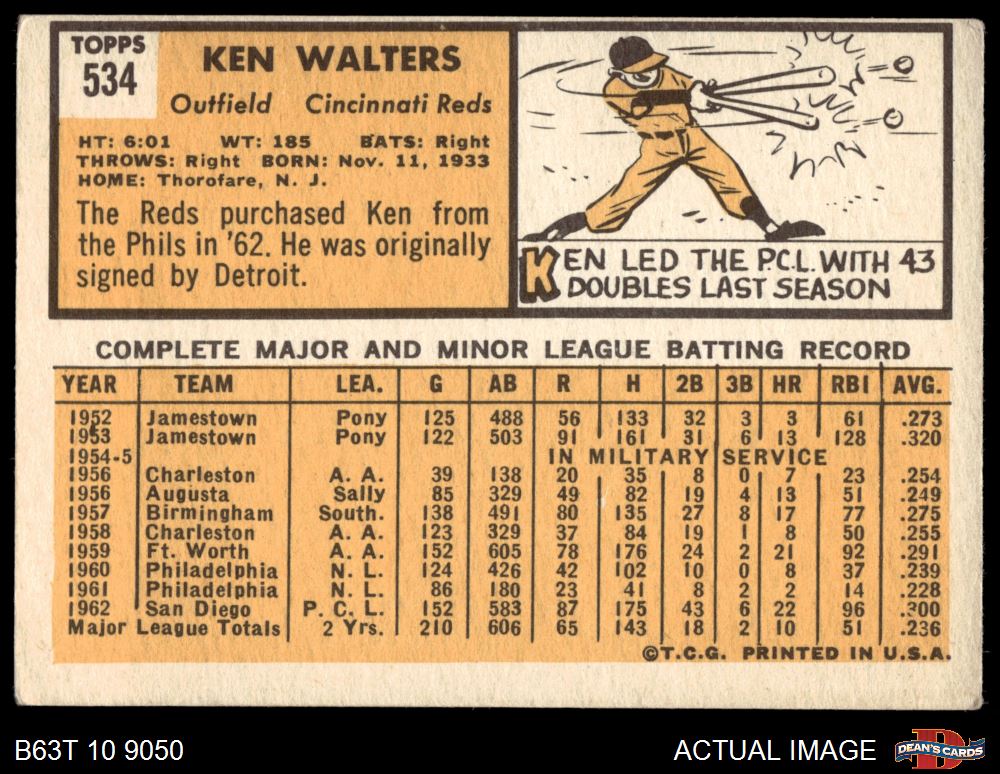 TOPPS
534
KEN WALTERS
Outfield Cincinnati Reds
HT: 6:01 WT: 185 BATS: Right
THROWS: Right BORN: Nov. 11, 1933
HOME: Thorofare, N. J.
The Reds purchased Ken from
the Phils in '62. He was originally
signed by Detroit.
KEN LED THE P.C.L. WITH 43
DOUBLES LAST SEASON
COMPLETE MAJOR AND MINOR LEAGUE BATTING RECORD
YEAR TEAM LEA. G AB R H 2B 3B HR RBI AVG.
1952 Jamestown Pony 125 488 56 133 32 3 3 61 .273
1953 Jamestown Pony 122 503 91 161 31 6 13 128 .320
1954-5 IN MILITARY SERVICE
1956 Charleston A. A. 39 138 20 35 8 0 7 23 .254
1956 Augusta Sally 85 329 49 82 19 4 13 51 .249
1957 Birmingham South. 138 491 80 135 27 8 17 77 .275
1958 Charleston A. A. 123 329 37 84 19 1 8 50 .255
1959 Ft. Worth A. A. 152 605 78 176 24 2 21 92 .291
1960 Philadelphia N. L. 124 426 42 102 10 0 8 37 .239
1961 Philadelphia N. L. 86 180 23 41 8 2 2 14 .228
1962 San Diego P. C. L. 152 583 87 175 43 6 22 96 .300
Major League Totals 2 Yrs. 210 606 65 143 18 2 10 51 .236
©T.C.G. PRINTED IN U.S.A.
B63T 10 9050 ACTUAL IMAGE
DEAN'S CARDS